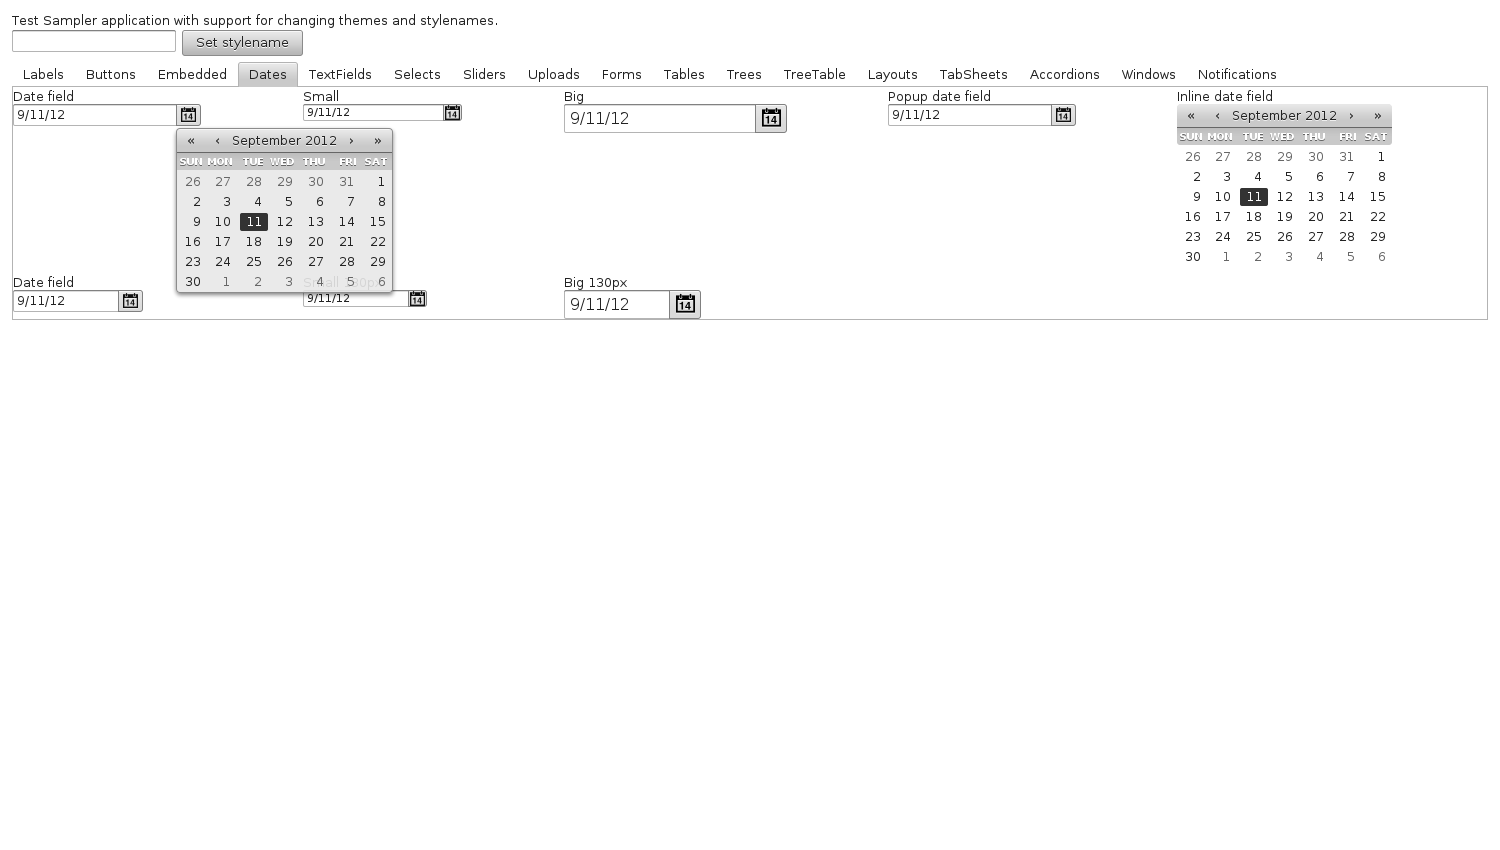 Test Sampler application with support for changing themes and stylenames.
Set stylename
Labels Buttons Embedded Dates TextFields Selects Sliders Uploads Forms Tables Trees TreeTable Layouts TabSheets Accordions Windows Notifications
Date field Small Big Popup date field Inline date field
9/11/12 14 9/11/12 14 9/11/12 14 9/11/12 14
« ‹ September 2012 › »
SUN MON TUE WED THU FRI SAT
26 27 28 29 30 31 1
2 3 4 5 6 7 8
9 10 11 12 13 14 15
16 17 18 19 20 21 22
23 24 25 26 27 28 29
30 1 2 3 4 5 6
« ‹ September 2012 › »
SUN MON TUE WED THU FRI SAT
26 27 28 29 30 31 1
2 3 4 5 6 7 8
9 10 11 12 13 14 15
16 17 18 19 20 21 22
23 24 25 26 27 28 29
30 1 2 3 4 5 6
Date field Small 130px Big 130px
9/11/12 14 9/11/12 14 9/11/12 14